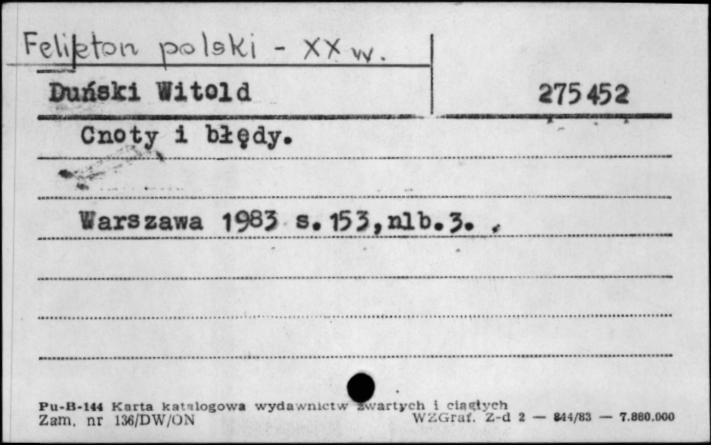 Felieton polski - XX w.
Duński Witold 275452
Cnoty i błędy.
Warszawa 1983 s.153,nlb.3.
Pu-B-144 Karta katalogowa wydawnictw zwartych i ciągłych
Zam. nr 136/DW/ON WZGraf. Z-d 2 — 844/83 — 7.880.000